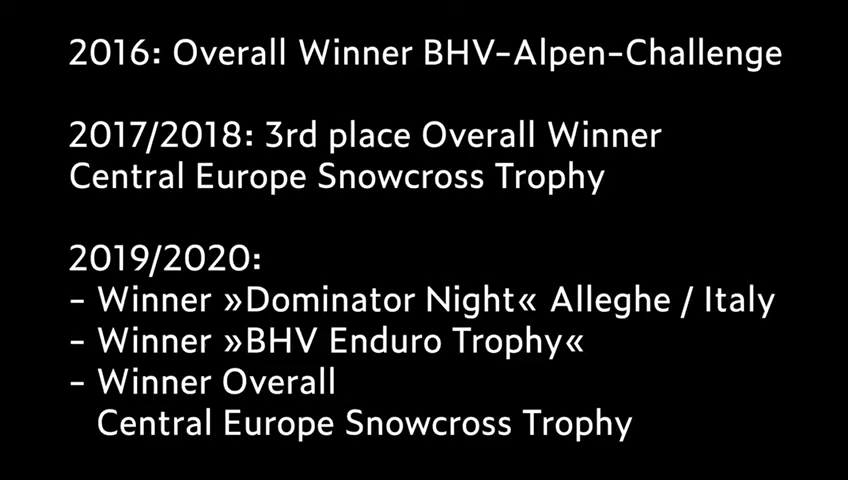 2016: Overall Winner BHV-Alpen-Challenge
2017/2018: 3rd place Overall Winner
Central Europe Snowcross Trophy
2019/2020:
- Winner »Dominator Night« Alleghe / Italy
- Winner »BHV Enduro Trophy«
- Winner Overall
Central Europe Snowcross Trophy